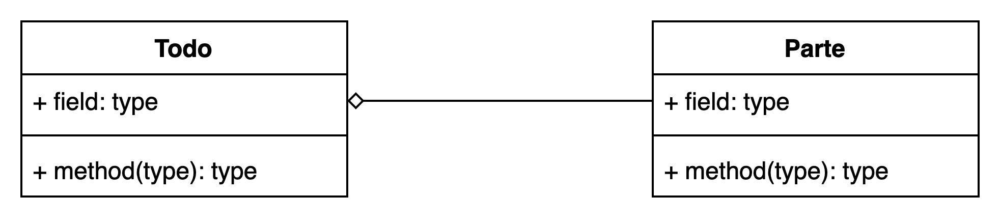 Todo
+ field: type
+ method(type): type
Parte
+ field: type
+ method(type): type